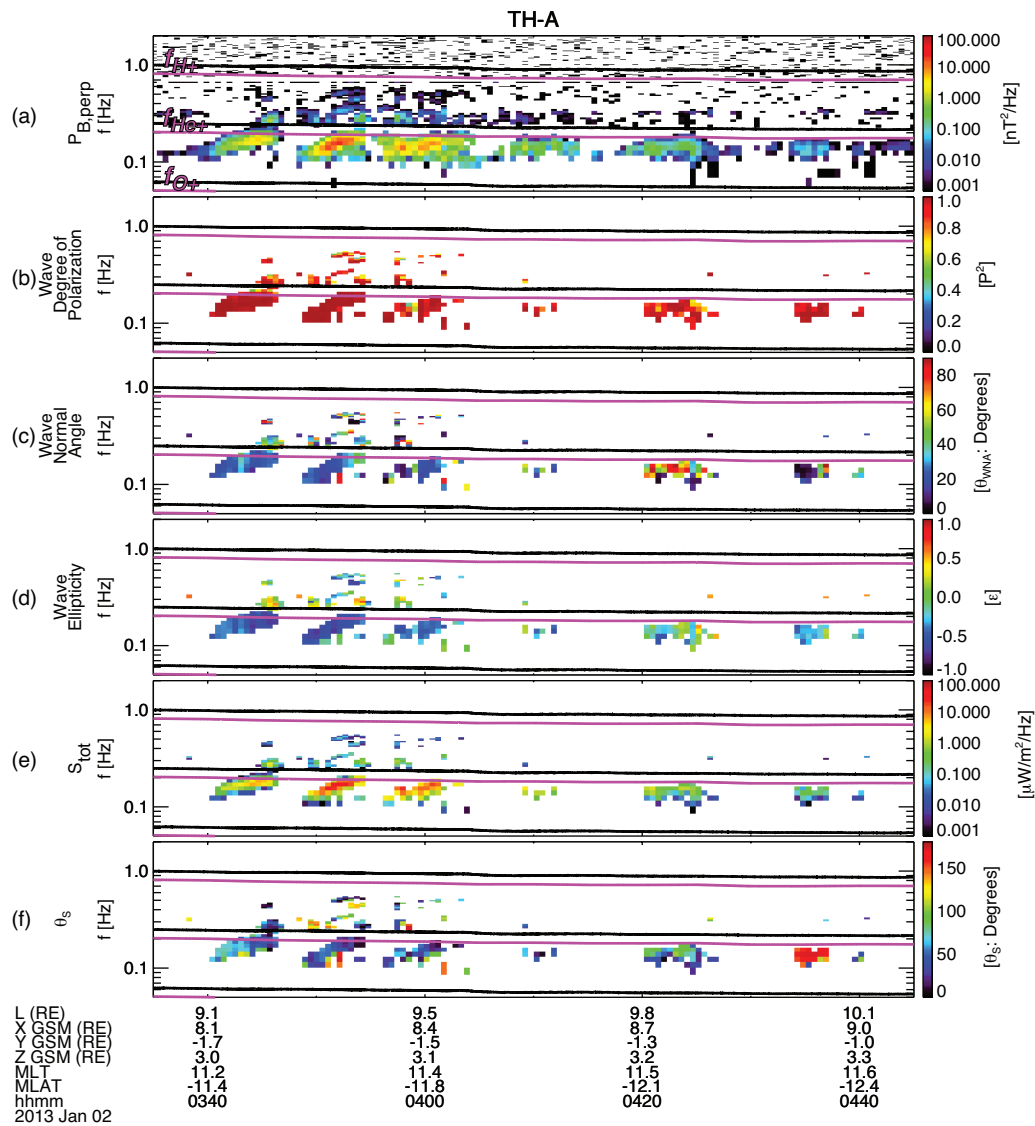 TH-A
(a)
P_B,perp
f [Hz]
1.0
0.1
f_H+
f_He+
f_O+
100.000
10.000
1.000
0.100
0.010
0.001
[nT²/Hz]
(b)
Wave
Degree of
Polarization
f [Hz]
1.0
0.1
1.0
0.8
0.6
0.4
0.2
0.0
[P²]
(c)
Wave
Normal
Angle
f [Hz]
1.0
0.1
80
60
40
20
0
[θ_WNA: Degrees]
(d)
Wave
Ellipticity
f [Hz]
1.0
0.1
1.0
0.5
0.0
-0.5
-1.0
[ε]
(e)
S_tot
f [Hz]
1.0
0.1
100.000
10.000
1.000
0.100
0.010
0.001
[μW/m²/Hz]
(f)
θ_s
f [Hz]
1.0
0.1
150
100
50
0
[θ_S: Degrees]
L (RE) 9.1 9.5 9.8 10.1
X GSM (RE) 8.1 8.4 8.7 9.0
Y GSM (RE) -1.7 -1.5 -1.3 -1.0
Z GSM (RE) 3.0 3.1 3.2 3.3
MLT 11.2 11.4 11.5 11.6
MLAT -11.4 -11.8 -12.1 -12.4
hhmm 0340 0400 0420 0440
2013 Jan 02